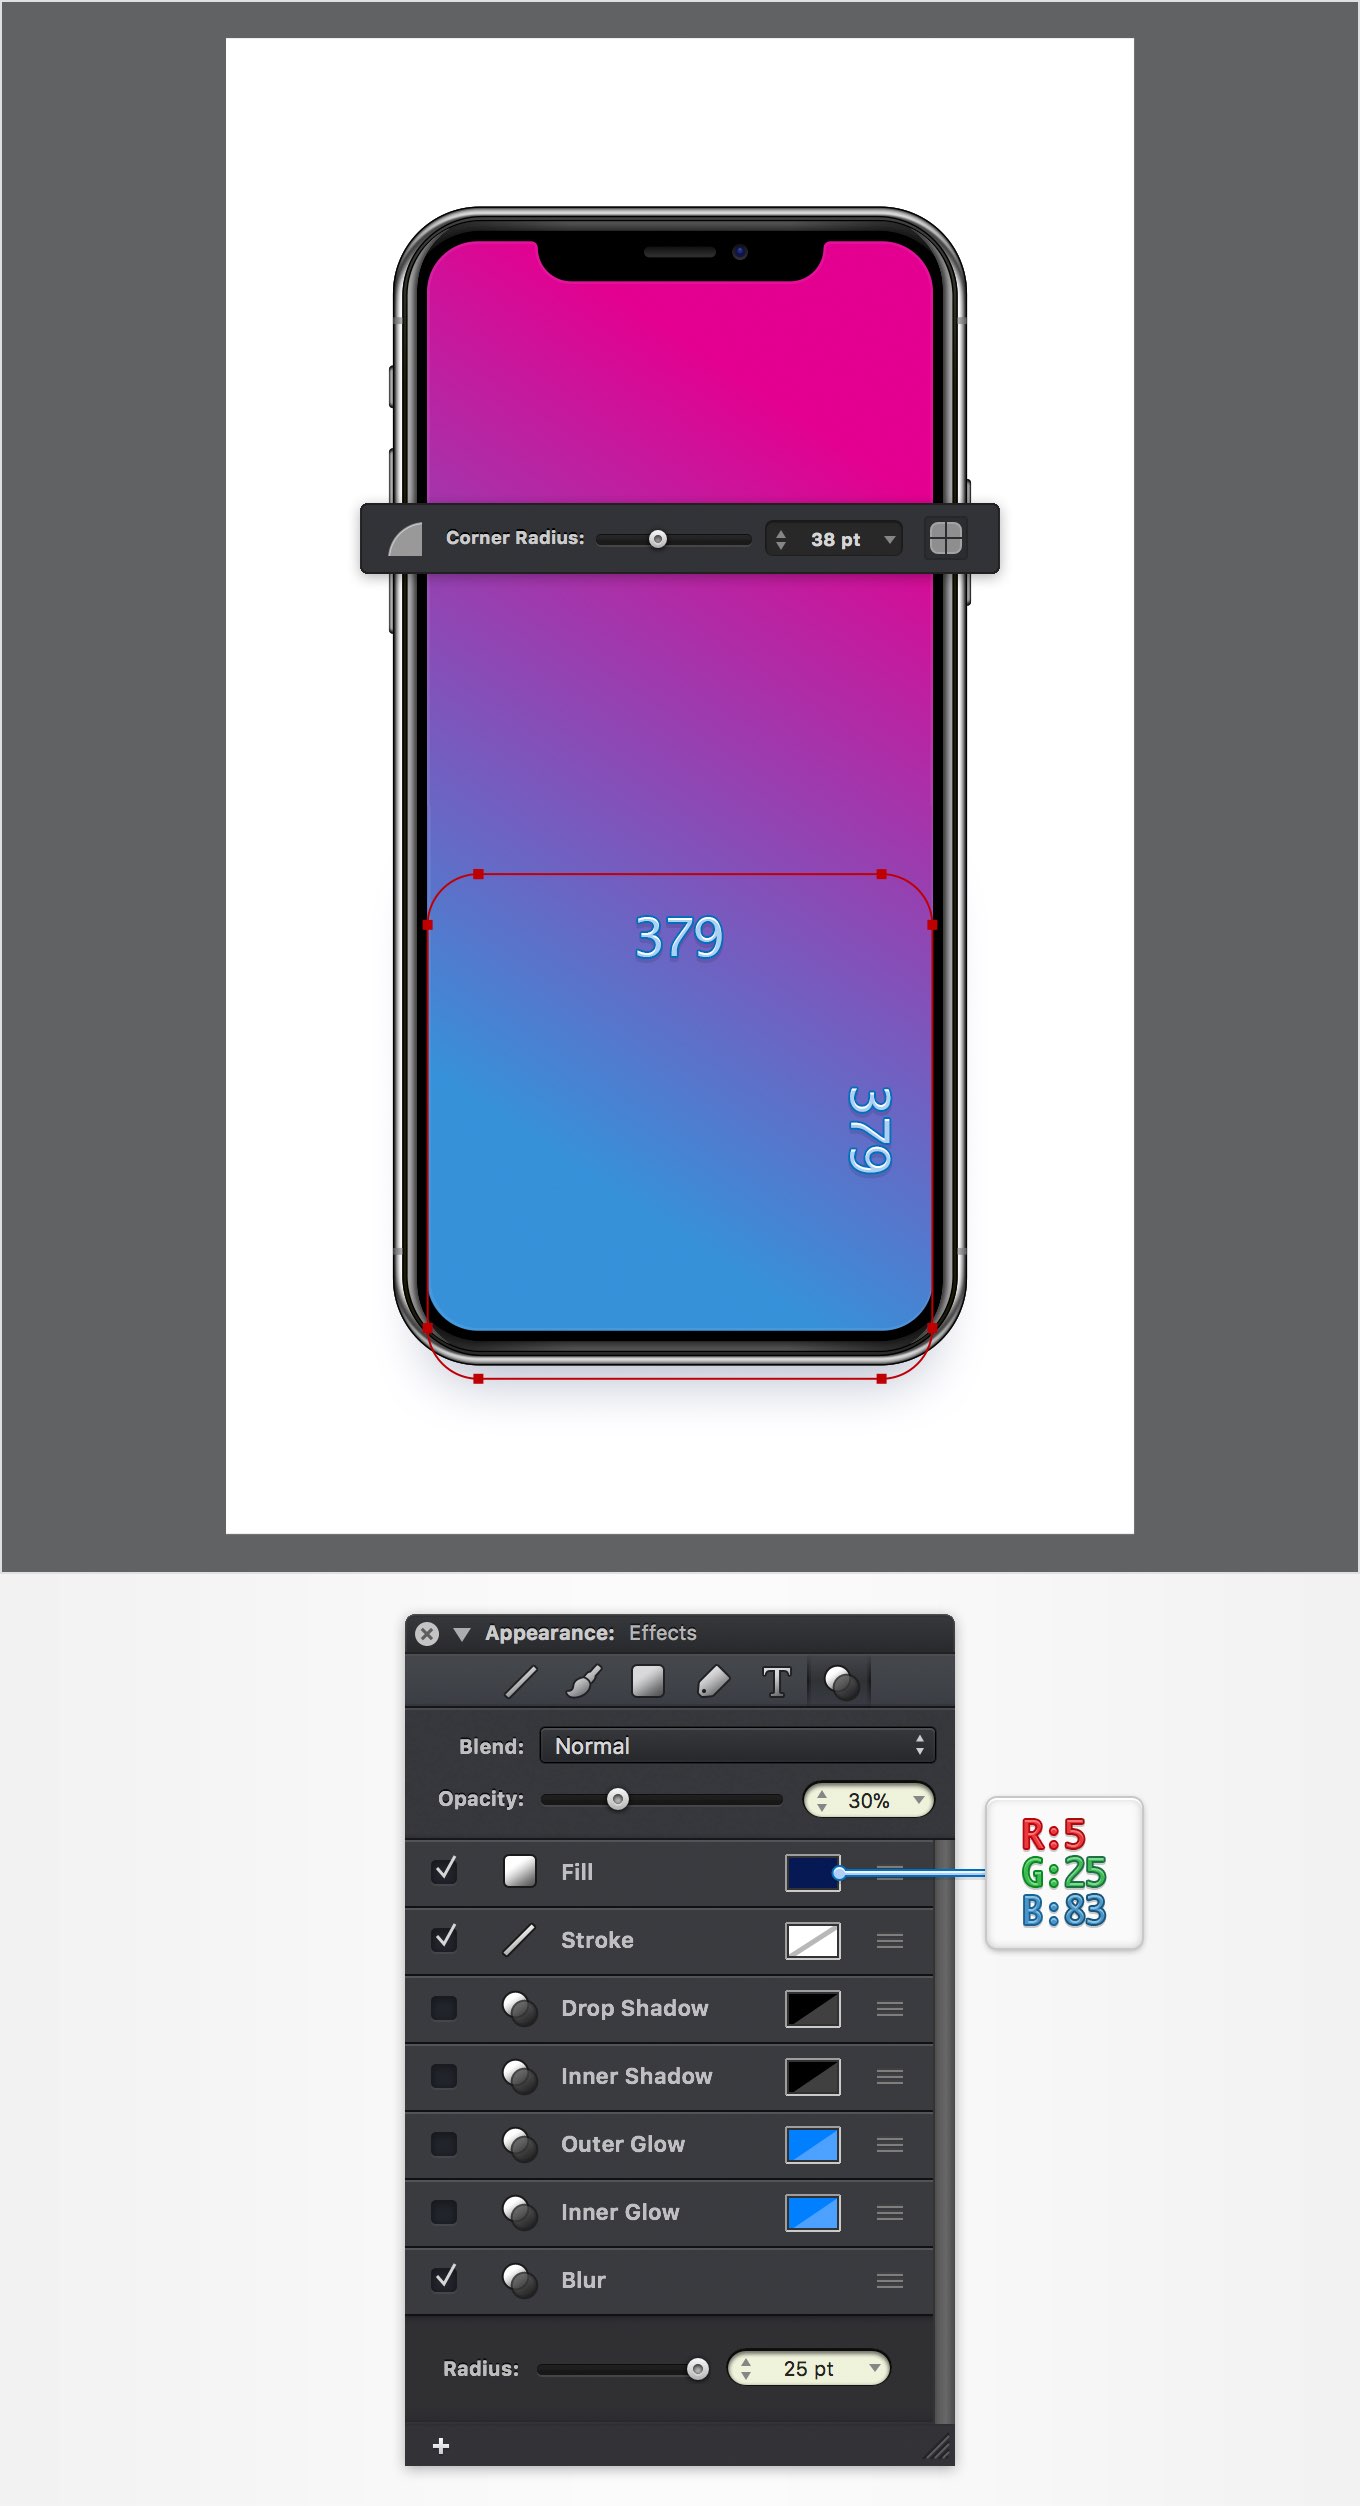 Corner Radius: 38 pt
379
379
Appearance: Effects
T
Blend: Normal
Opacity: 30%
R:5
G:25
B:83
Fill
Stroke
Drop Shadow
Inner Shadow
Outer Glow
Inner Glow
Blur
Radius: 25 pt